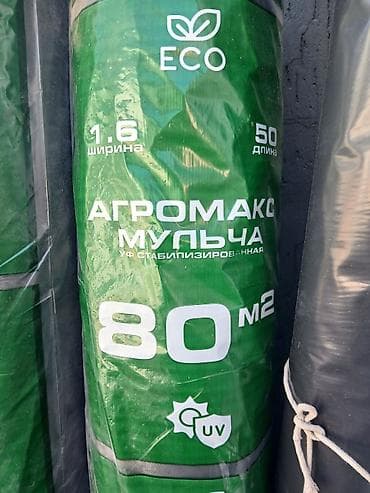 ECO
1.6 50
ширина длина
АГРОМАКС
МУЛЬЧА
УФ СТАБИЛИЗИРОВАННАЯ
80 м2
UV